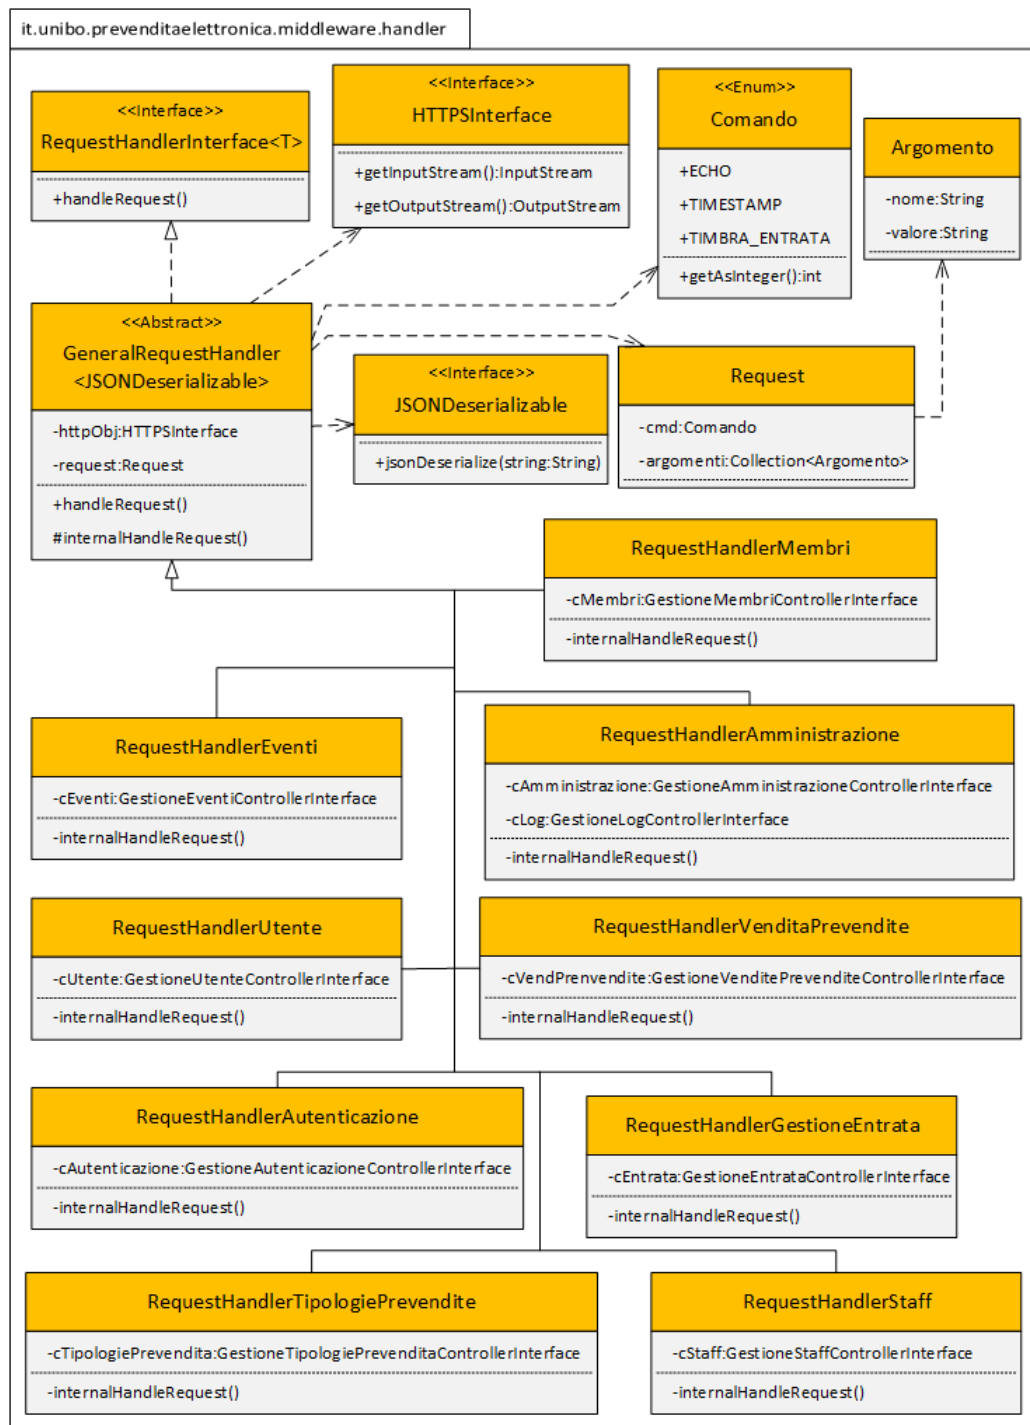 it.unibo.prevenditaelettronica.middleware.handler
<<Interface>>
RequestHandlerInterface<T>
+handleRequest()
<<Interface>>
HTTPSInterface
+getInputStream():InputStream
+getOutputStream():OutputStream
<<Enum>>
Comando
+ECHO
+TIMESTAMP
+TIMBRA_ENTRATA
+getAsInteger():int
Argomento
-nome:String
-valore:String
<<Abstract>>
GeneralRequestHandler
<JSONDeserializable>
-httpObj:HTTPSInterface
-request:Request
+handleRequest()
#internalHandleRequest()
<<Interface>>
JSONDeserializable
+jsonDeserialize(string:String)
Request
-cmd:Comando
-argomenti:Collection<Argomento>
RequestHandlerMembri
-cMembri:GestioneMembriControllerInterface
-internalHandleRequest()
RequestHandlerEventi
-cEventi:GestioneEventiControllerInterface
-internalHandleRequest()
RequestHandlerAmministrazione
-cAmministrazione:GestioneAmministrazioneControllerInterface
-cLog:GestioneLogControllerInterface
-internalHandleRequest()
RequestHandlerUtente
-cUtente:GestioneUtenteControllerInterface
-internalHandleRequest()
RequestHandlerVenditaPrevendite
-cVendPrenvendite:GestioneVenditePrevenditeControllerInterface
-internalHandleRequest()
RequestHandlerAutenticazione
-cAutenticazione:GestioneAutenticazioneControllerInterface
-internalHandleRequest()
RequestHandlerGestioneEntrata
-cEntrata:GestioneEntrataControllerInterface
-internalHandleRequest()
RequestHandlerTipologiePrevendite
-cTipologiePrevendita:GestioneTipologiePrevenditaControllerInterface
-internalHandleRequest()
RequestHandlerStaff
-cStaff:GestioneStaffControllerInterface
-internalHandleRequest()